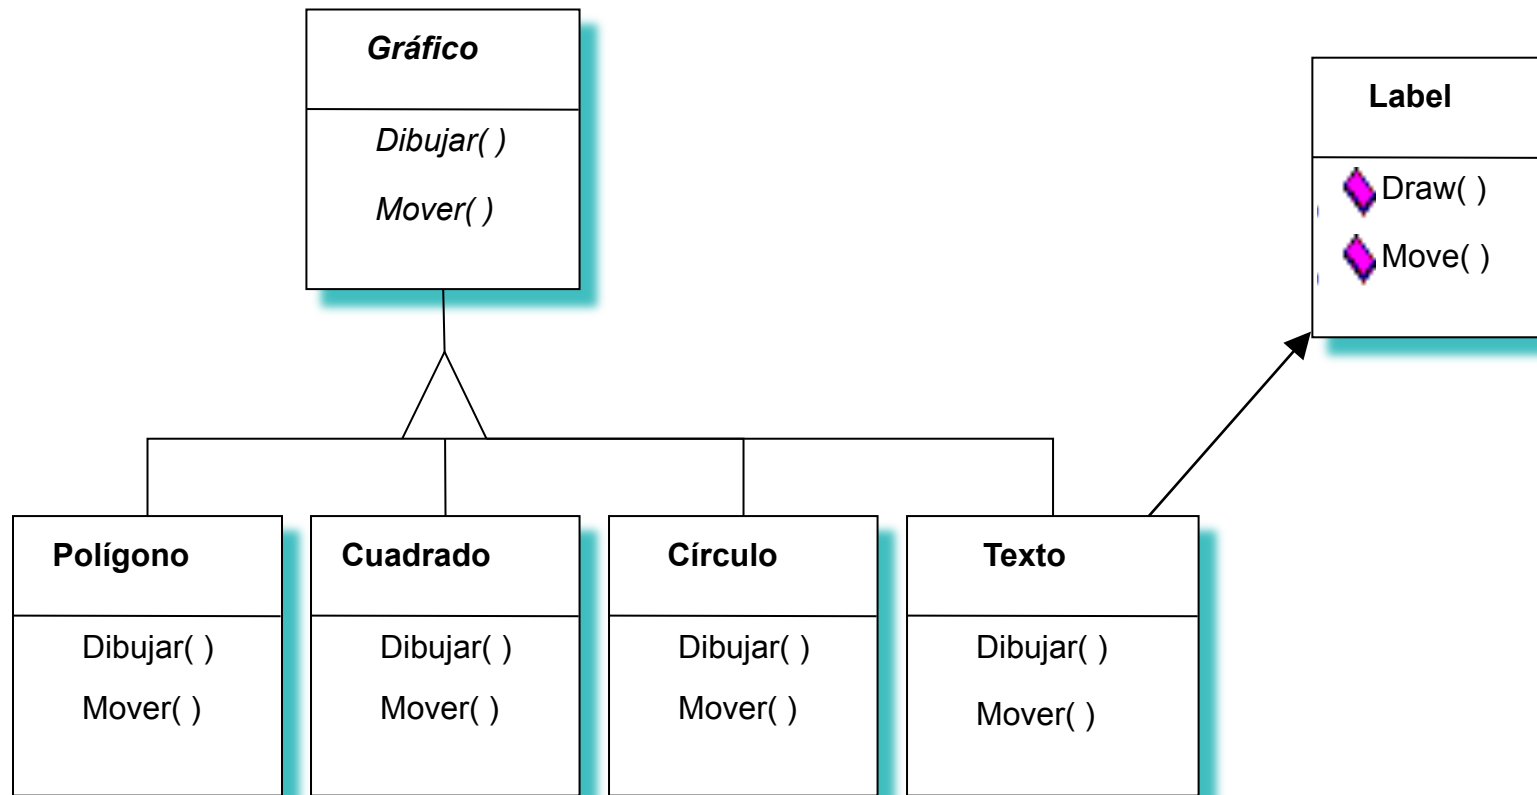 Gráfico
Dibujar( )
Mover( )
Label
Draw( )
Move( )
Polígono
Dibujar( )
Mover( )
Cuadrado
Dibujar( )
Mover( )
Círculo
Dibujar( )
Mover( )
Texto
Dibujar( )
Mover( )